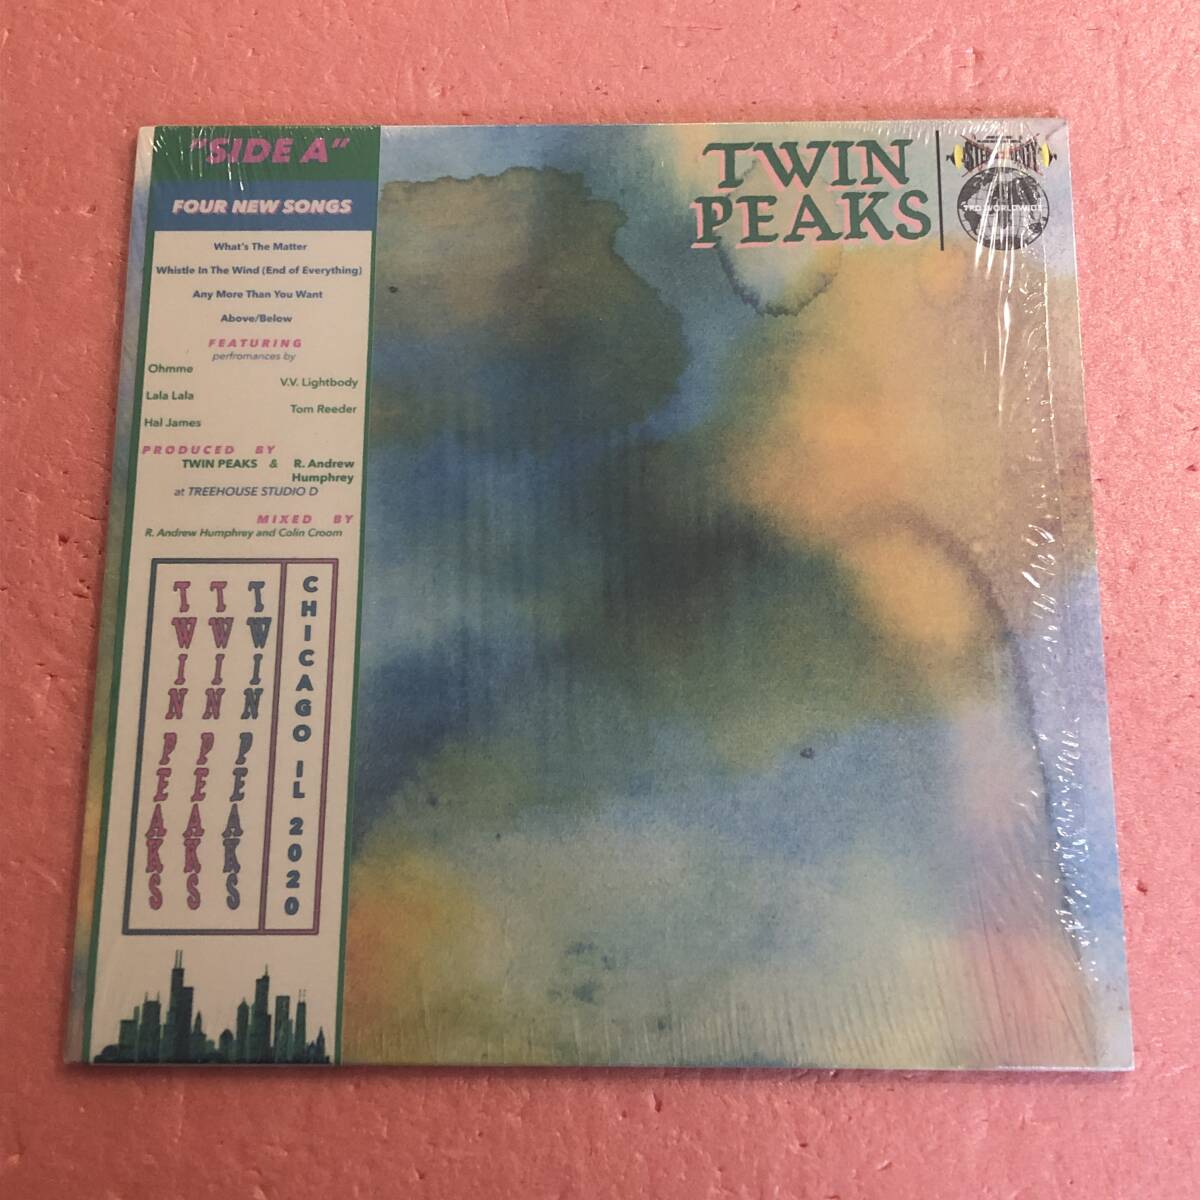 "SIDE A"
FOUR NEW SONGS
What's The Matter
Whistle In The Wind (End of Everything)
Any More Than You Want
Above/Below
FEATURING
perfromances by
Ohmme
V.V. Lightbody
Lala Lala
Tom Reeder
Hal James
PRODUCED BY
TWIN PEAKS & R. Andrew
Humphrey
at TREEHOUSE STUDIO D
MIXED BY
R. Andrew Humphrey and Colin Croom
TWIN PEAKS
TWIN PEAKS
TWIN PEAKS
CHICAGO IL 2020
TWIN
PEAKS
TPD WORLDWIDE